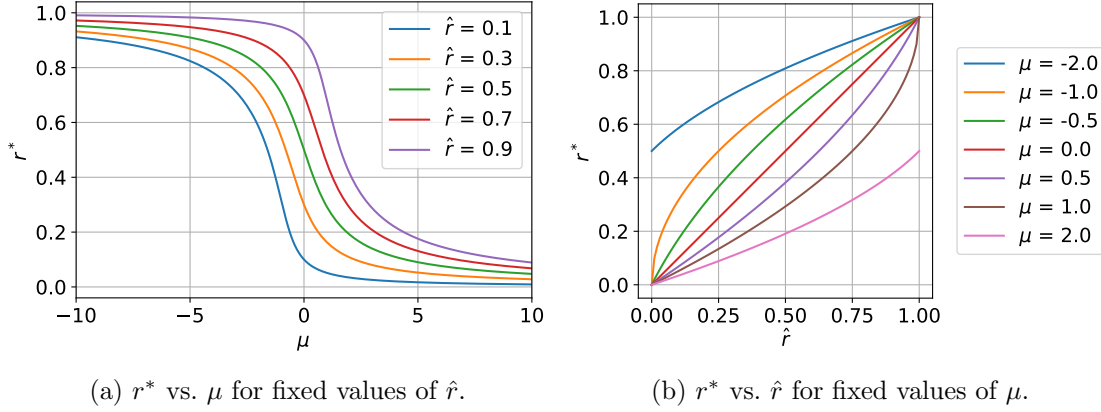 1.0
0.8
0.6
0.4
0.2
0.0
r*
−10
−5
0
5
10
μ
r̂ = 0.1
r̂ = 0.3
r̂ = 0.5
r̂ = 0.7
r̂ = 0.9
(a) r* vs. μ for fixed values of r̂.
1.0
0.8
0.6
0.4
0.2
0.0
r*
0.00
0.25
0.50
0.75
1.00
r̂
μ = -2.0
μ = -1.0
μ = -0.5
μ = 0.0
μ = 0.5
μ = 1.0
μ = 2.0
(b) r* vs. r̂ for fixed values of μ.